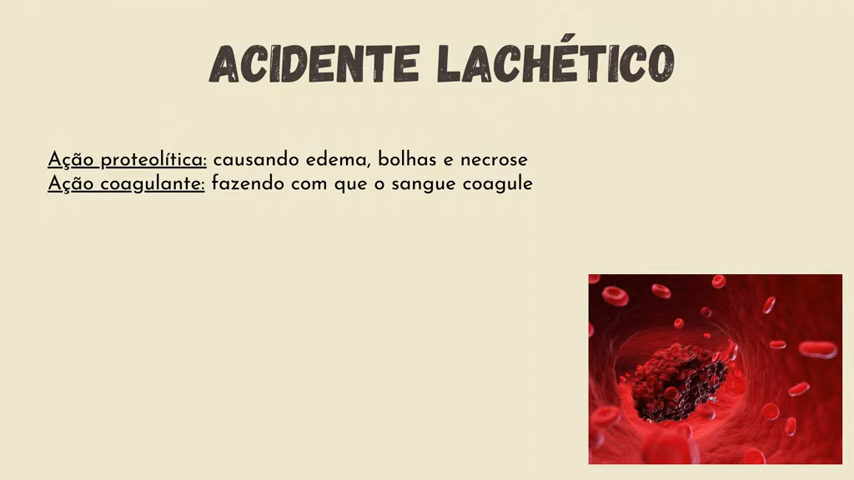 ACIDENTE LACHÉTICO
Ação proteolítica: causando edema, bolhas e necrose
Ação coagulante: fazendo com que o sangue coagule